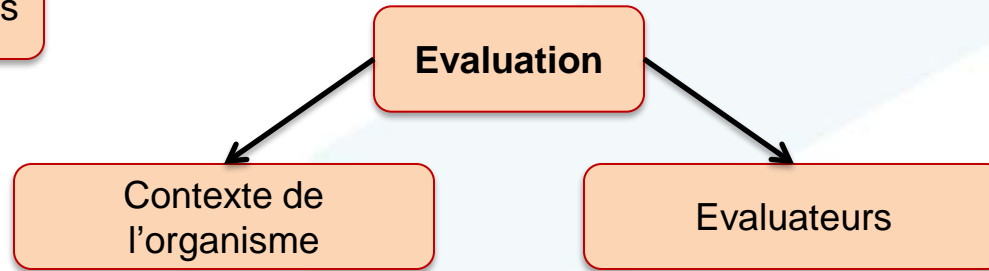 s
Evaluation
Contexte de
l’organisme
Evaluateurs